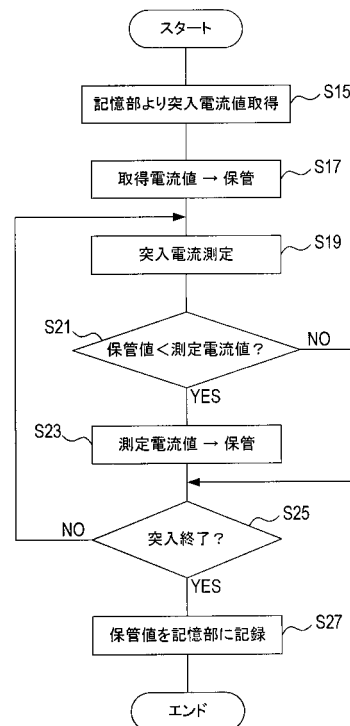 スタート
記憶部より突入電流値取得
S15
取得電流値 → 保管
S17
突入電流測定
S19
S21
保管値<測定電流値?
NO
YES
S23
測定電流値 → 保管
S25
NO
突入終了?
YES
保管値を記憶部に記録
S27
エンド